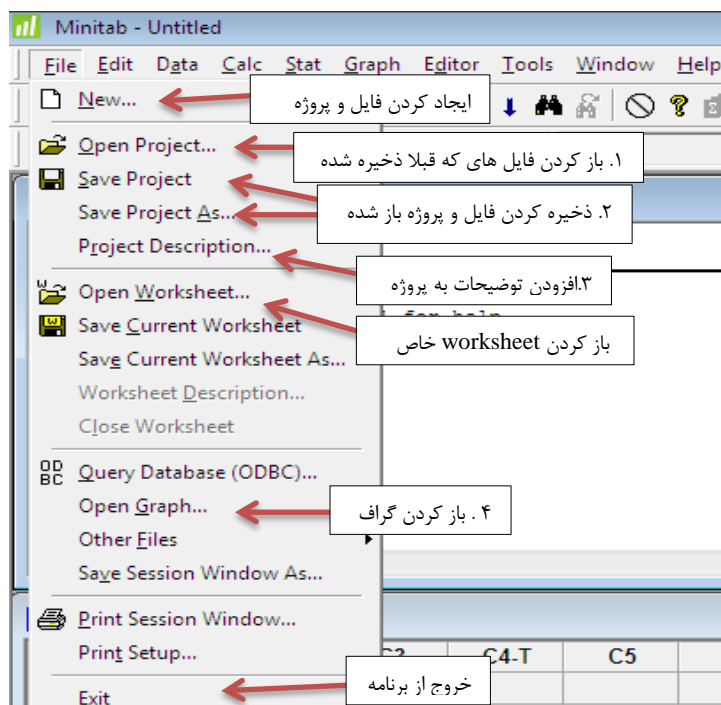 Minitab - Untitled
File Edit Data Calc Stat Graph Editor Tools Window Help
New...
ایجاد کردن فایل و پروژه
Open Project...
۱. باز کردن فایل های که قبلا ذخیره شده
Save Project
Save Project As...
۲. ذخیره کردن فایل و پروژه باز شده
Project Description...
۳.افزودن توضیحات به پروژه
Open Worksheet...
for help
Save Current Worksheet
باز کردن worksheet خاص
Save Current Worksheet As...
Worksheet Description...
Close Worksheet
Query Database (ODBC)...
Open Graph...
۴ . باز کردن گراف
Other Files
Save Session Window As...
Print Session Window...
Print Setup...
C4-T C5
خروج از برنامه
Exit